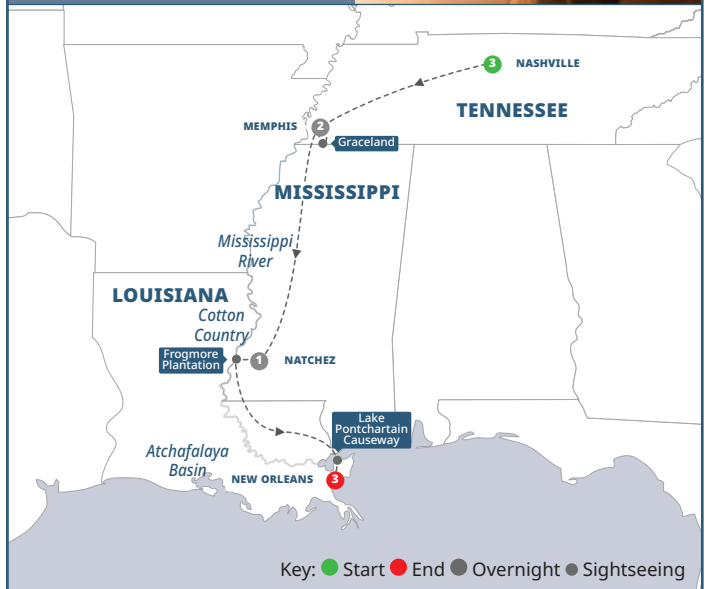 3 NASHVILLE
TENNESSEE
MEMPHIS 2
Graceland
MISSISSIPPI
Mississippi
River
LOUISIANA
Cotton
Country
Frogmore
Plantation
1 NATCHEZ
Lake
Pontchartain
Causeway
Atchafalaya
Basin
NEW ORLEANS 3
Key: Start End Overnight Sightseeing